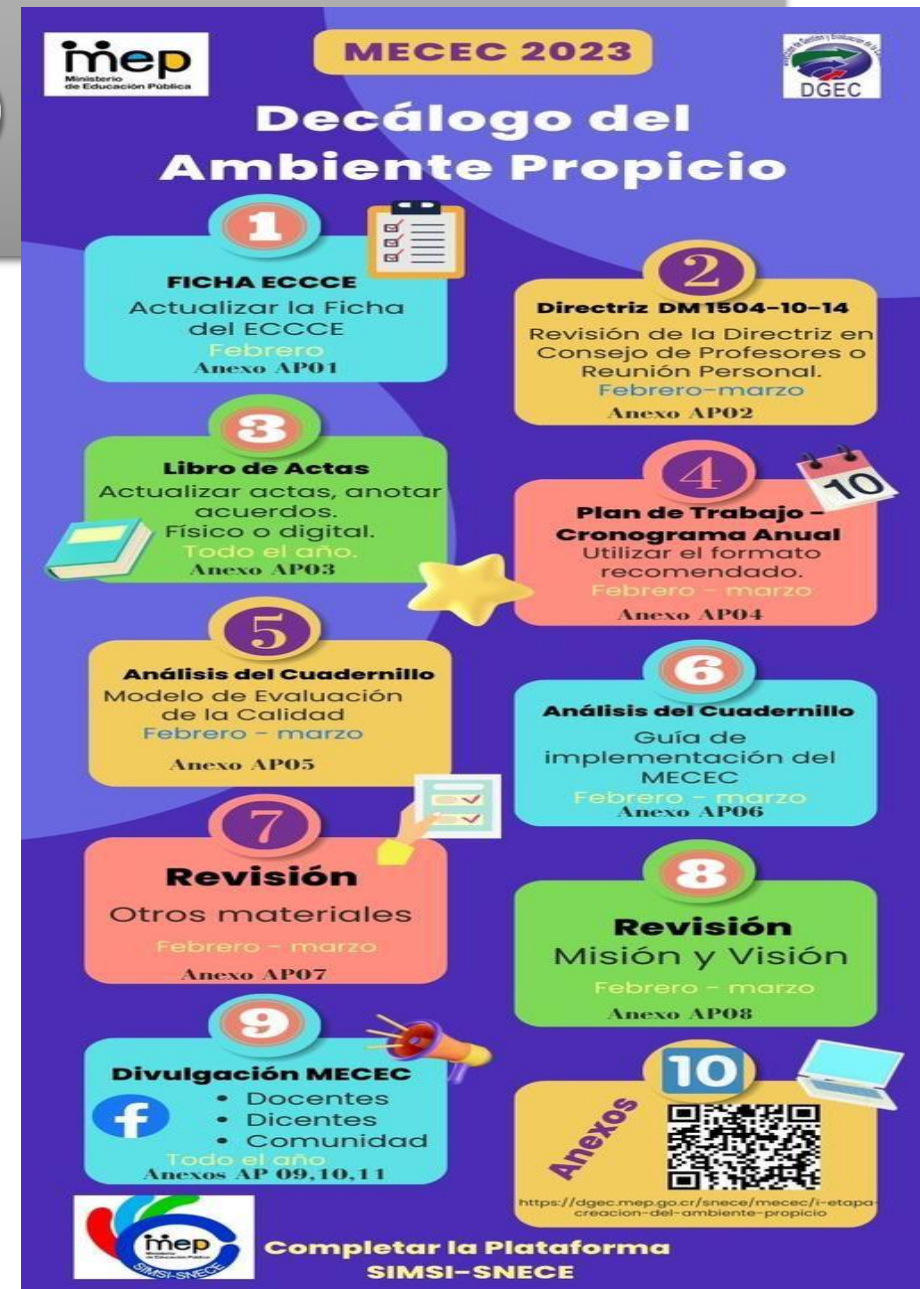 mep
Ministerio
de Educación Pública
MECEC 2023
DGEC
Decálogo del
Ambiente Propicio
1
FICHA ECCCE
Actualizar la Ficha
del ECCCE
Febrero
Anexo AP01
2
Directriz DM 1504-10-14
Revisión de la Directriz en
Consejo de Profesores o
Reunión Personal.
Febrero-marzo
Anexo AP02
3
Libro de Actas
Actualizar actas, anotar
acuerdos.
Físico o digital.
Todo el año.
Anexo AP03
4
10
Plan de Trabajo -
Cronograma Anual
Utilizar el formato
recomendado.
Febrero - marzo
Anexo AP04
5
Análisis del Cuadernillo
Modelo de Evaluación
de la Calidad
Febrero - marzo
Anexo AP05
6
Análisis del Cuadernillo
Guía de
implementación del
MECEC
Febrero - marzo
Anexo AP06
7
Revisión
Otros materiales
Febrero - marzo
Anexo AP07
8
Revisión
Misión y Visión
Febrero - marzo
Anexo AP08
9
Divulgación MECEC
• Docentes
• Dicentes
• Comunidad
Todo el año
Anexos AP 09,10,11
10
Anexos
https://dgec.mep.go.cr/snece/mecec/i-etapa-
creacion-del-ambiente-propicio
mep
SIMSI-SNECE
Completar la Plataforma
SIMSI-SNECE